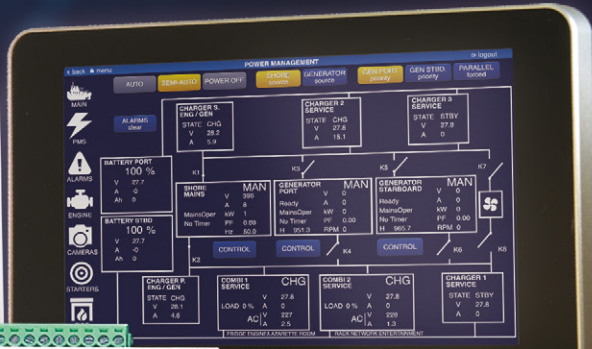 back menu
POWER MANAGEMENT
logout
AUTO SEMI-AUTO POWER OFF SHORE source GENERATOR source GEN PORT priority GEN STBD. priority PARALLEL forced
MAIN
PMS
ALARMS
ENGINE
CAMERAS
STARTERS
ALARMS clear
CHARGER S.
ENG / GEN
STATE CHG
V 28.2
A 5.9
CHARGER 2
SERVICE
STATE CHG
V 27.8
A 15.1
CHARGER 3
SERVICE
STATE STBY
V 27.8
A 0
BATTERY PORT
100 %
V 27.7
A 0
Ah 0
BATTERY STBD
100 %
V 27.7
A -0
Ah 0
K1
K3
K5
K7
SHORE MAINS MAN
V 395
A 8
MainsOper kW 1
No Timer PF 0.89
Hz 50.0
GENERATOR PORT MAN
V 0
Ready A 0
MainsOper kW 0
No Timer PF 0.00
H 951.3 RPM 0
GENERATOR STARBOARD MAN
V 0
Ready A 0
MainsOper kW 0
No Timer PF 0.00
H 965.7 RPM 0
K2
CONTROL
CONTROL
K4
CONTROL
K6
K8
CHARGER P.
ENG / GEN
STATE CHG
V 28.1
A 4.6
COMBI 1 SERVICE CHG
V 27.8
LOAD 0 % A 0
AC V 227
A 2.5
COMBI 2 SERVICE CHG
V 27.8
LOAD 0 % A 0
AC V 228
A 1.3
CHARGER 1
SERVICE
STATE STBY
V 27.8
A 0
FRIDGE ENGINE/LAZARETTE ROOM
RACK NETWORK ENTERTAINMENT